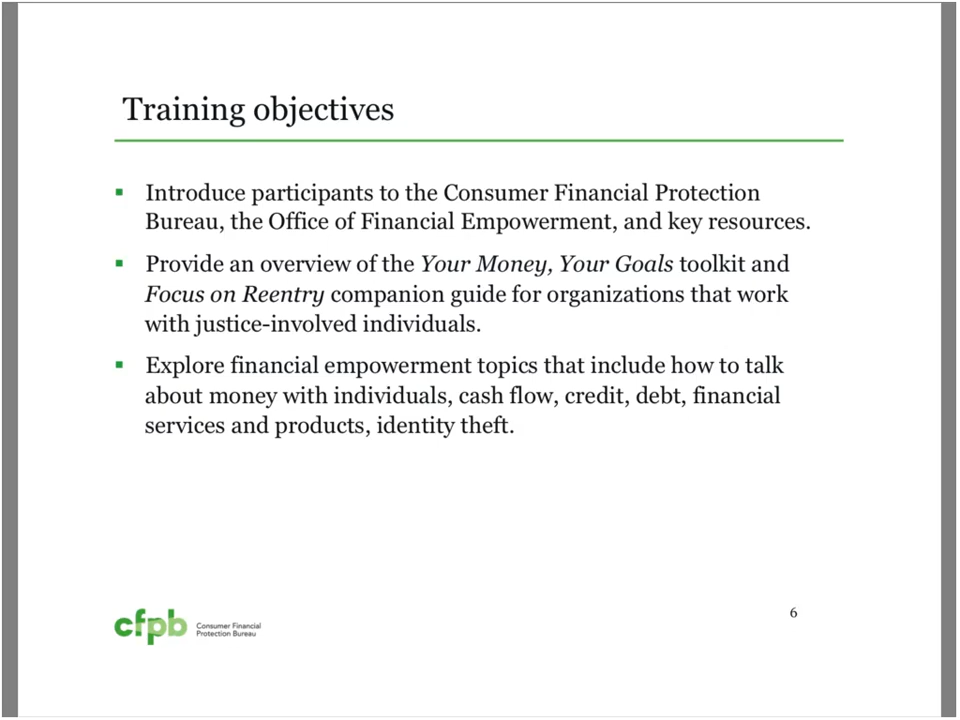 Training objectives
▪ Introduce participants to the Consumer Financial Protection
Bureau, the Office of Financial Empowerment, and key resources.
▪ Provide an overview of the Your Money, Your Goals toolkit and
Focus on Reentry companion guide for organizations that work
with justice-involved individuals.
▪ Explore financial empowerment topics that include how to talk
about money with individuals, cash flow, credit, debt, financial
services and products, identity theft.
cfpb
Consumer Financial
Protection Bureau
6